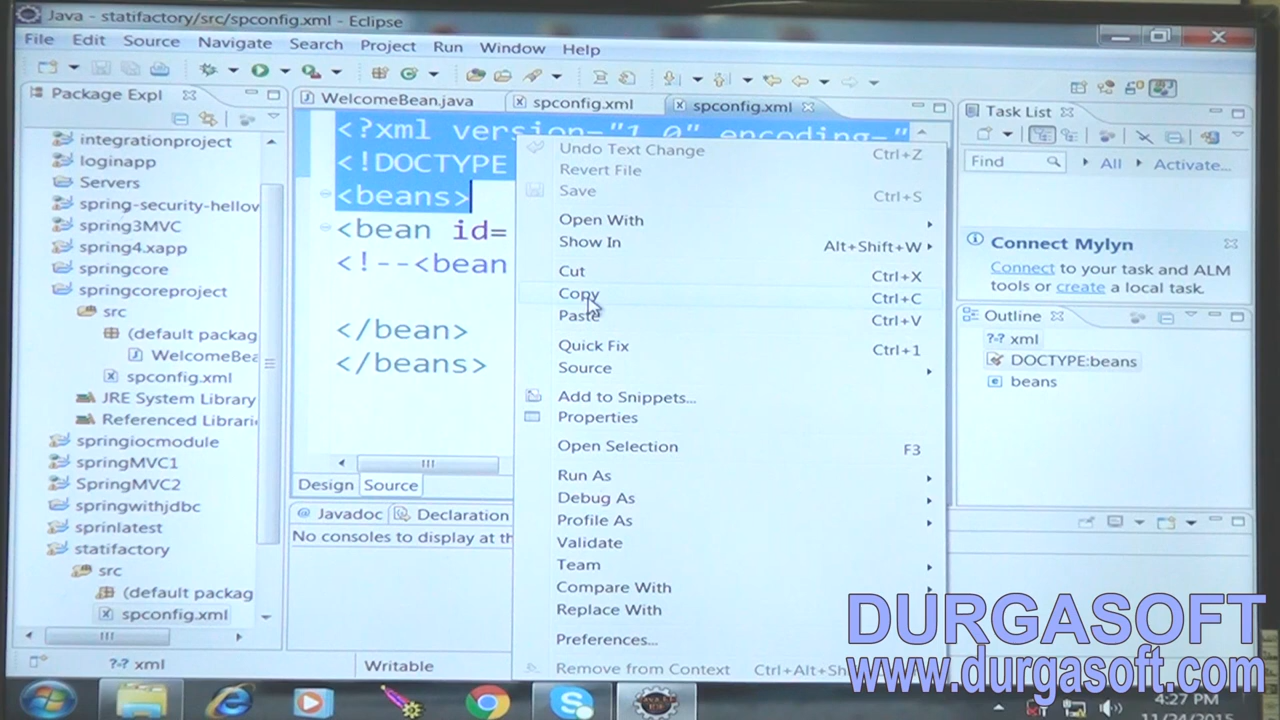 Java - statifactory/src/spconfig.xml - Eclipse
File Edit Source Navigate Search Project Run Window Help
Package Expl
WelcomeBean.java
spconfig.xml
spconfig.xml
Task List
integrationproject
loginapp
Servers
spring-security-hellov
spring3MVC
spring4.xapp
springcore
springcoreproject
src
(default packag
WelcomeBea
spconfig.xml
JRE System Library
Referenced Librari
springiocmodule
springMVC1
SpringMVC2
springwithjdbc
sprinlatest
statifactory
src
(default packag
spconfig.xml
<?xml version="1.0" encoding="
<!DOCTYPE
<beans>
<bean id=
<!--<bean
</bean>
</beans>
Design Source
Javadoc Declaration
No consoles to display at th
Undo Text Change Ctrl+Z
Revert File
Save Ctrl+S
Open With
Show In Alt+Shift+W
Cut Ctrl+X
Copy Ctrl+C
Paste Ctrl+V
Quick Fix Ctrl+1
Source
Add to Snippets...
Properties
Open Selection F3
Run As
Debug As
Profile As
Validate
Team
Compare With
Replace With
Preferences...
Remove from Context Ctrl+Alt+Sh
Find All Activate...
Connect Mylyn
Connect to your task and ALM
tools or create a local task.
Outline
?-? xml
DOCTYPE:beans
beans
?-? xml
Writable
DURGASOFT
www.durgasoft.com
4:27 PM